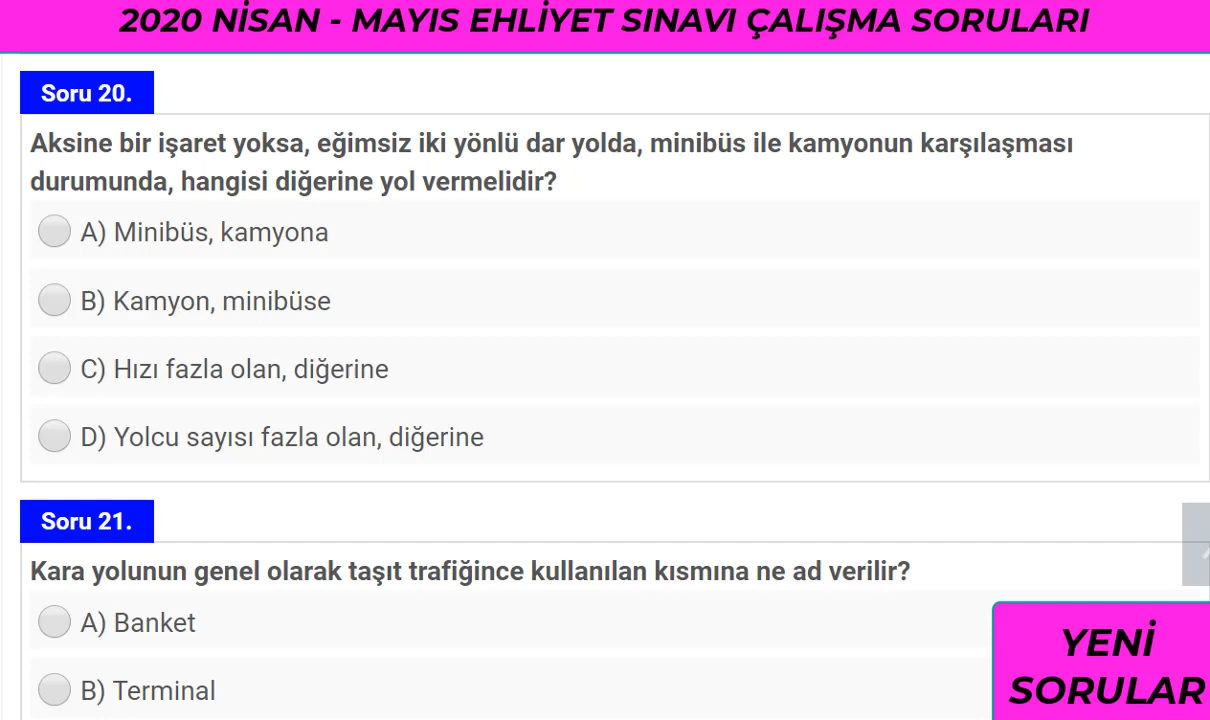 2020 NİSAN - MAYIS EHLİYET SINAVI ÇALIŞMA SORULARI
Soru 20.
Aksine bir işaret yoksa, eğimsiz iki yönlü dar yolda, minibüs ile kamyonun karşılaşması
durumunda, hangisi diğerine yol vermelidir?
A) Minibüs, kamyona
B) Kamyon, minibüse
C) Hızı fazla olan, diğerine
D) Yolcu sayısı fazla olan, diğerine
Soru 21.
Kara yolunun genel olarak taşıt trafiğince kullanılan kısmına ne ad verilir?
A) Banket
B) Terminal
YENİ
SORULAR